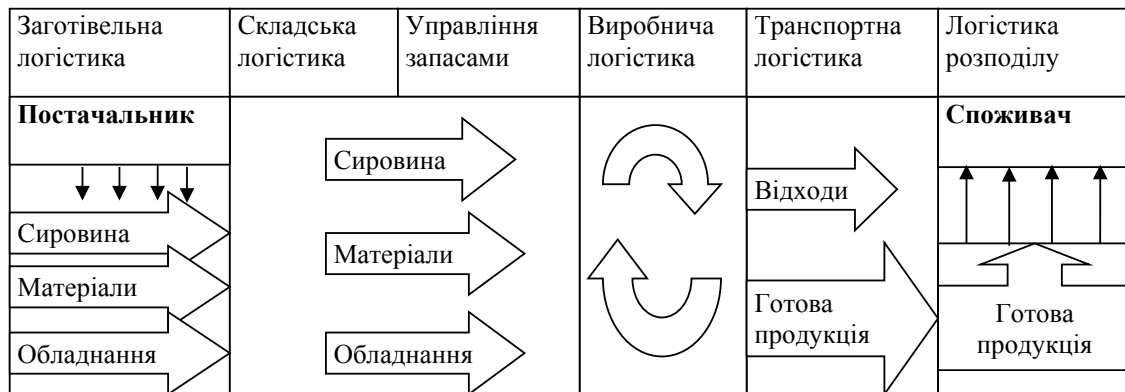 Заготівельна
логістика
Складська
логістика
Управління
запасами
Виробнича
логістика
Транспортна
логістика
Логістика
розподілу
Постачальник
Сировина
Матеріали
Обладнання
Сировина
Матеріали
Обладнання
Відходи
Готова
продукція
Споживач
Готова
продукція